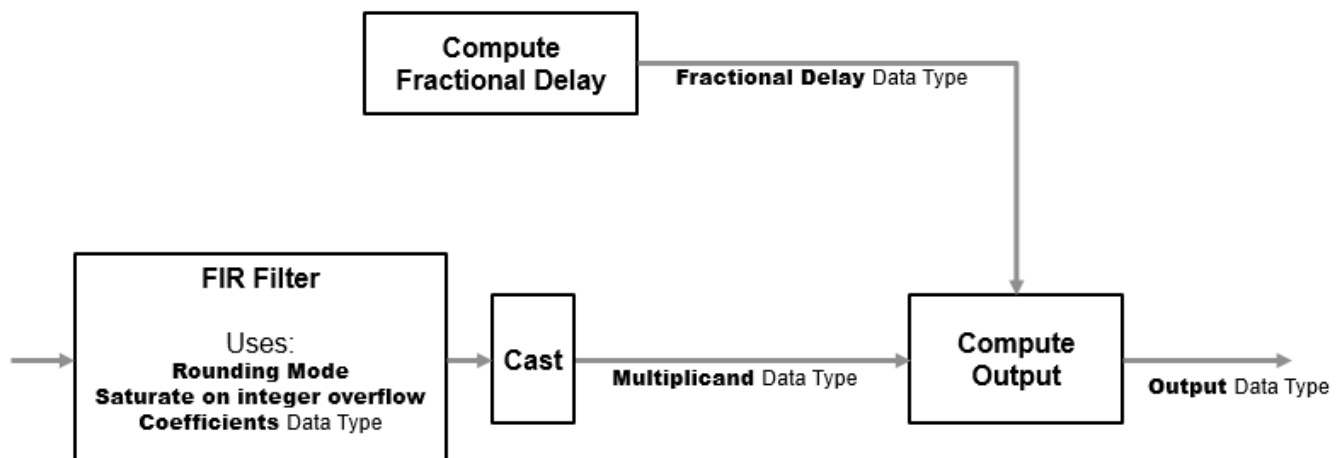 Compute
Fractional Delay
Fractional Delay Data Type
FIR Filter
Uses:
Rounding Mode
Saturate on integer overflow
Coefficients Data Type
Cast
Multiplicand Data Type
Compute
Output
Output Data Type